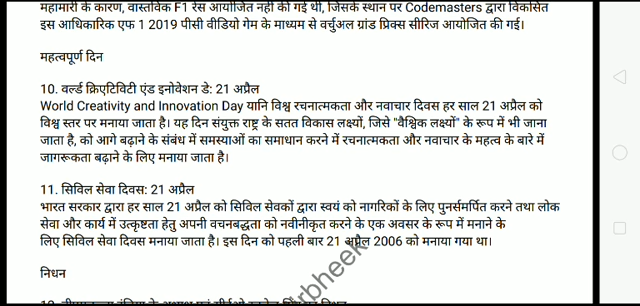 महामारी के कारण, वास्तविक F1 रेस आयोजित नहीं की गई थी, जिसके स्थान पर Codemasters द्वारा विकसित
इस आधिकारिक एफ 1 2019 पीसी वीडियो गेम के माध्यम से वर्चुअल ग्रांड प्रिक्स सीरिज आयोजित की गई।
महत्वपूर्ण दिन
10. वर्ल्ड क्रिएटिविटी एंड इनोवेशन डे: 21 अप्रैल
World Creativity and Innovation Day यानि विश्व रचनात्मकता और नवाचार दिवस हर साल 21 अप्रैल को
विश्व स्तर पर मनाया जाता है। यह दिन संयुक्त राष्ट्र के सतत विकास लक्ष्यों, जिसे "वैश्विक लक्ष्यों" के रूप में भी जाना
जाता है, को आगे बढ़ाने के संबंध में समस्याओं का समाधान करने में रचनात्मकता और नवाचार के महत्व के बारे में
जागरूकता बढ़ाने के लिए मनाया जाता है।
11. सिविल सेवा दिवस: 21 अप्रैल
भारत सरकार द्वारा हर साल 21 अप्रैल को सिविल सेवकों द्वारा स्वयं को नागरिकों के लिए पुनर्समर्पित करने तथा लोक
सेवा और कार्य में उत्कृष्टता हेतु अपनी वचनबद्धता को नवीनीकृत करने के एक अवसर के रूप में मनाने के
लिए सिविल सेवा दिवस मनाया जाता है। इस दिन को पहली बार 21 अप्रैल 2006 को मनाया गया था।
निधन